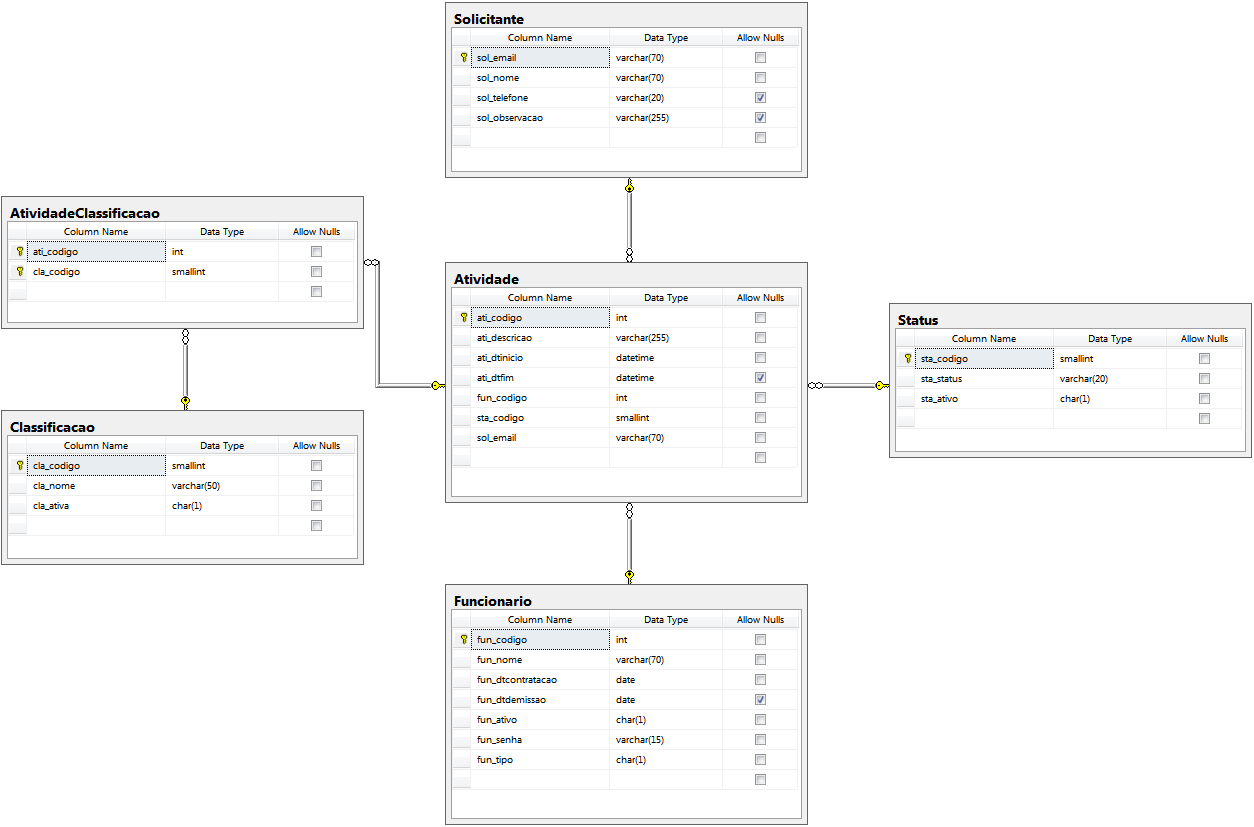 Solicitante
Column Name Data Type Allow Nulls
sol_email varchar(70)
sol_nome varchar(70)
sol_telefone varchar(20)
sol_observacao varchar(255)
AtividadeClassificacao
Column Name Data Type Allow Nulls
ati_codigo int
cla_codigo smallint
Atividade
Column Name Data Type Allow Nulls
ati_codigo int
ati_descricao varchar(255)
ati_dtinicio datetime
ati_dtfim datetime
fun_codigo int
sta_codigo smallint
sol_email varchar(70)
Status
Column Name Data Type Allow Nulls
sta_codigo smallint
sta_status varchar(20)
sta_ativo char(1)
Classificacao
Column Name Data Type Allow Nulls
cla_codigo smallint
cla_nome varchar(50)
cla_ativa char(1)
Funcionario
Column Name Data Type Allow Nulls
fun_codigo int
fun_nome varchar(70)
fun_dtcontratacao date
fun_dtdemissao date
fun_ativo char(1)
fun_senha varchar(15)
fun_tipo char(1)